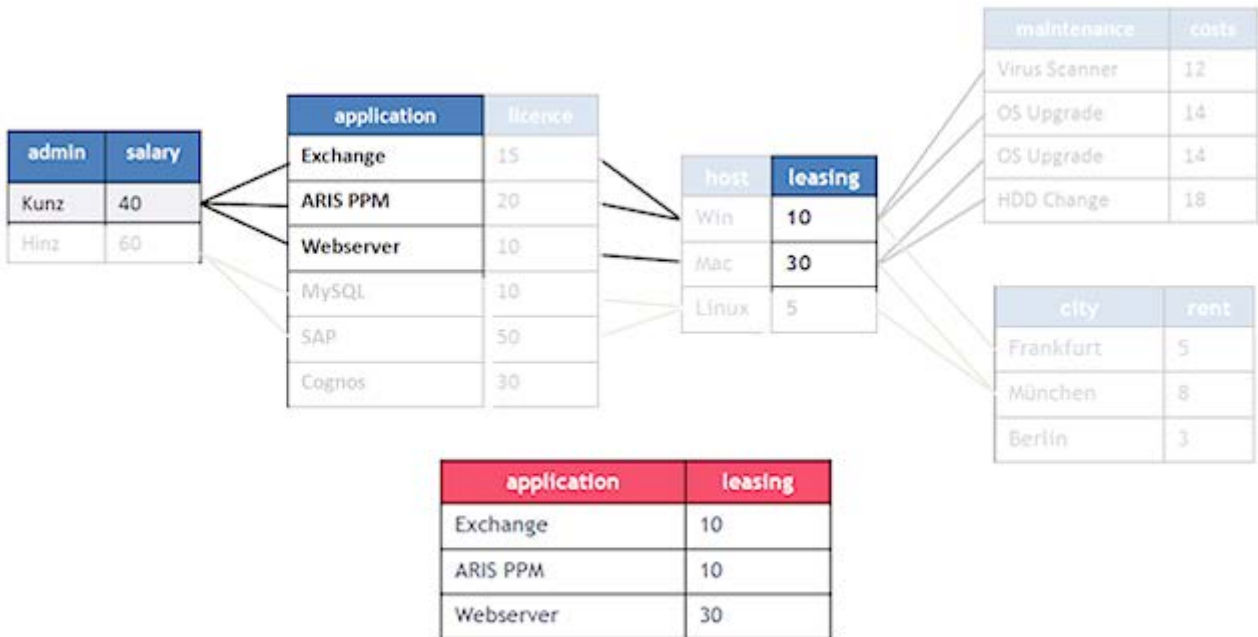 admin salary
Kunz 40
Hinz 60
application licence
Exchange 15
ARIS PPM 20
Webserver 10
MySQL 10
SAP 50
Cognos 30
host leasing
Win 10
Mac 30
Linux 5
maintenance costs
Virus Scanner 12
OS Upgrade 14
OS Upgrade 14
HDD Change 18
city rent
Frankfurt 5
München 8
Berlin 3
application leasing
Exchange 10
ARIS PPM 10
Webserver 30